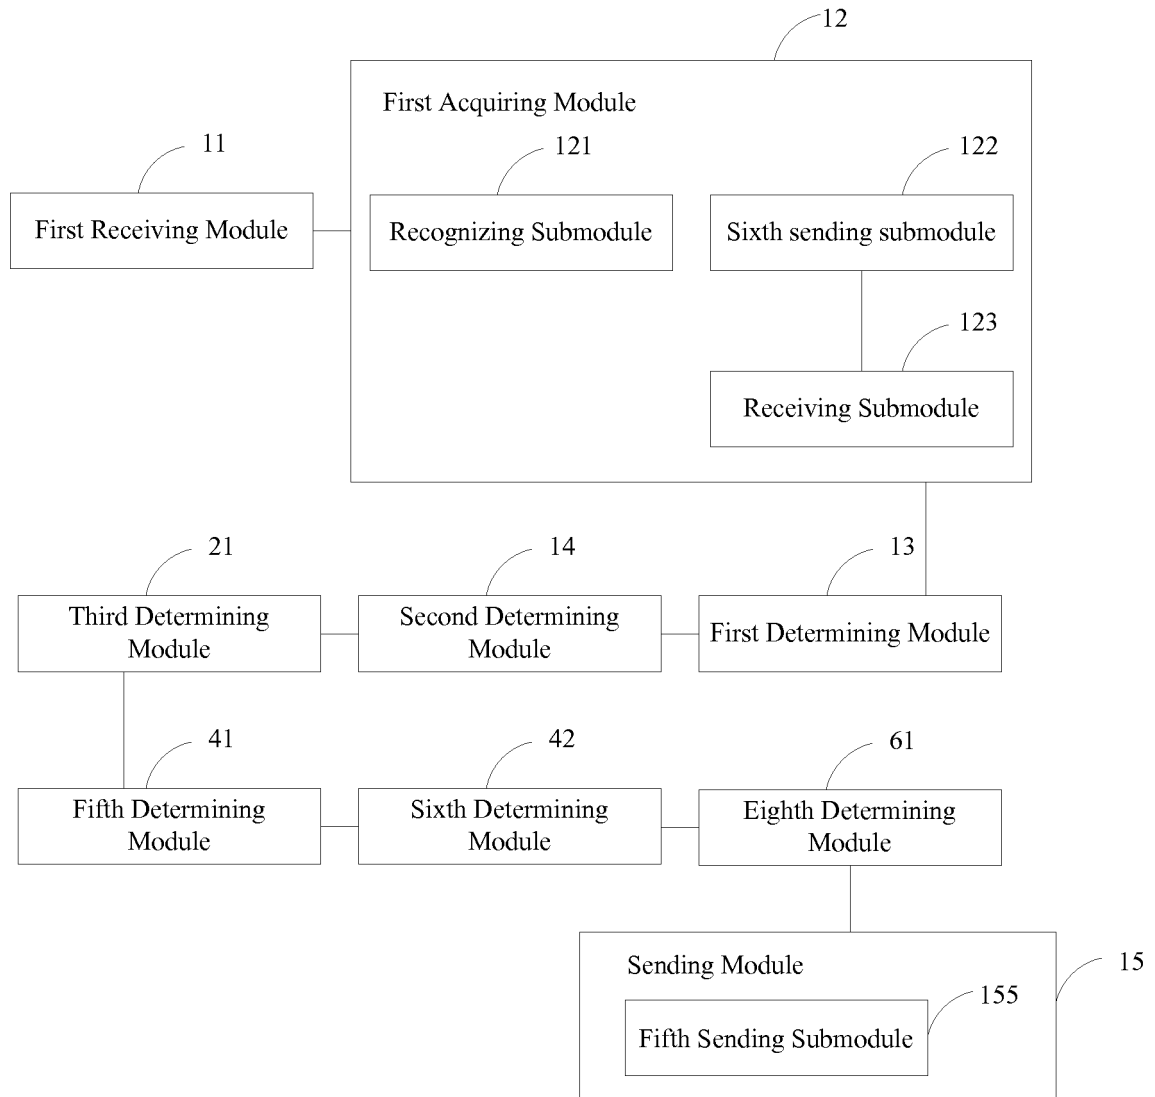 12
First Acquiring Module
11
121
122
First Receiving Module
Recognizing Submodule
Sixth sending submodule
123
Receiving Submodule
21
14
13
Third Determining
Module
Second Determining
Module
First Determining Module
41
42
61
Fifth Determining
Module
Sixth Determining
Module
Eighth Determining
Module
Sending Module
15
155
Fifth Sending Submodule